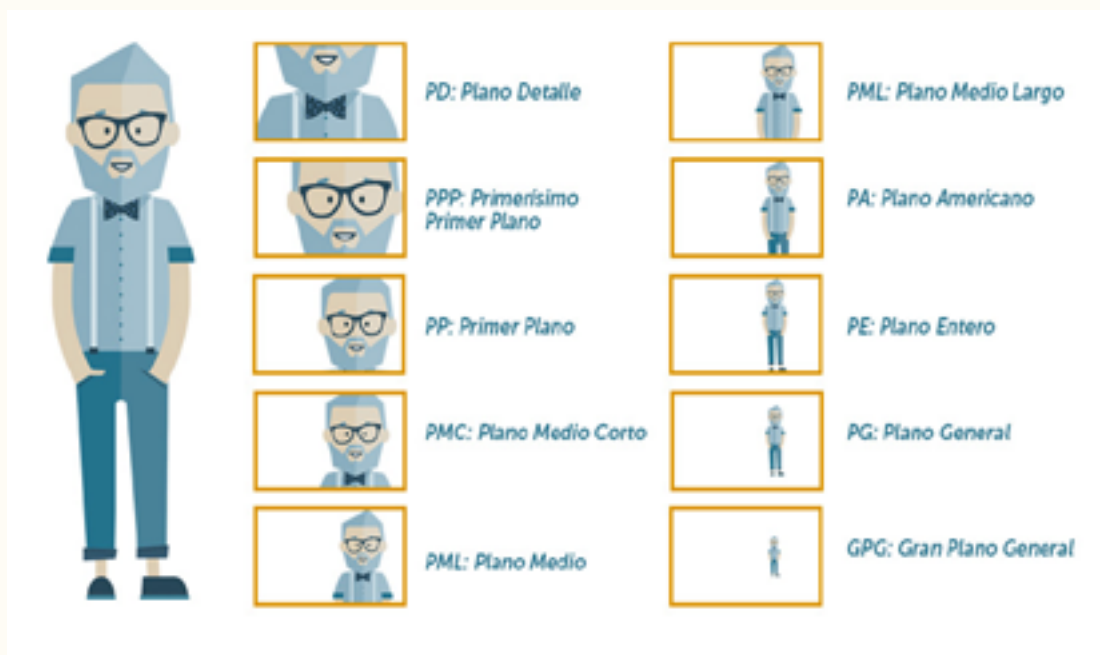 PD: Plano Detalle
PPP: Primerísimo
Primer Plano
PP: Primer Plano
PMC: Plano Medio Corto
PML: Plano Medio
PML: Plano Medio Largo
PA: Plano Americano
PE: Plano Entero
PG: Plano General
GPG: Gran Plano General